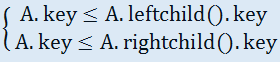 A. key ≤ A. leftchild(). key
A. key ≤ A. rightchild(). key